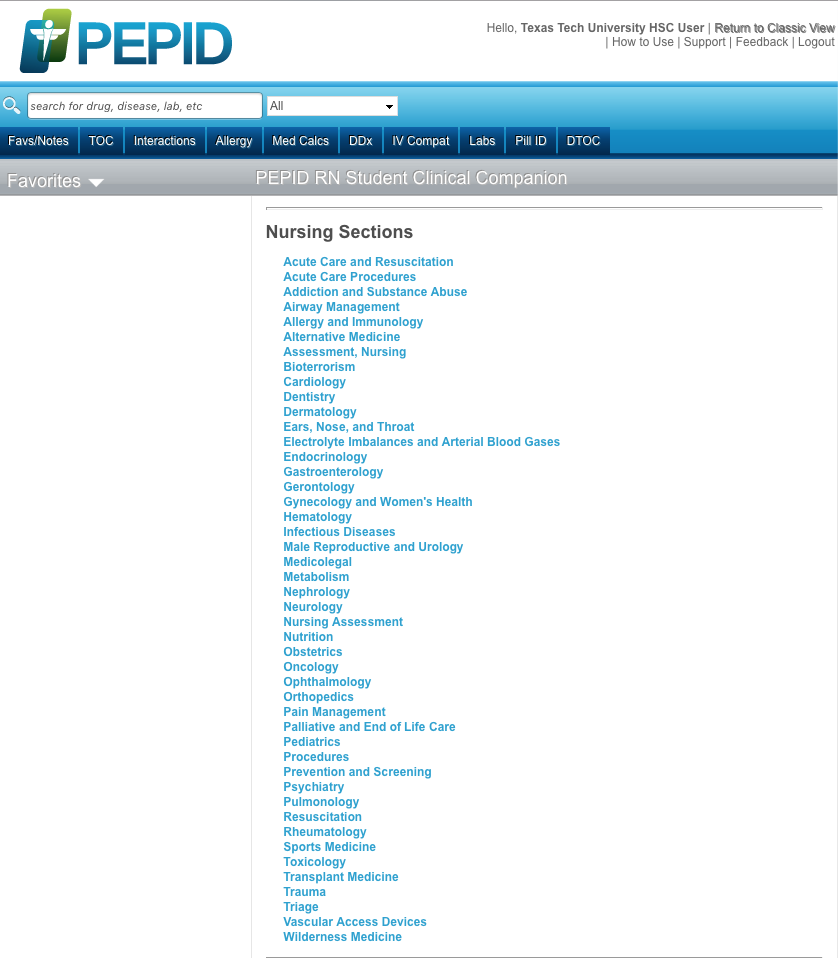 PEPID
Hello, Texas Tech University HSC User | Return to Classic View
| How to Use | Support | Feedback | Logout
search for drug, disease, lab, etc All
Favs/Notes TOC Interactions Allergy Med Calcs DDx IV Compat Labs Pill ID DTOC
Favorites PEPID RN Student Clinical Companion
Nursing Sections
Acute Care and Resuscitation
Acute Care Procedures
Addiction and Substance Abuse
Airway Management
Allergy and Immunology
Alternative Medicine
Assessment, Nursing
Bioterrorism
Cardiology
Dentistry
Dermatology
Ears, Nose, and Throat
Electrolyte Imbalances and Arterial Blood Gases
Endocrinology
Gastroenterology
Gerontology
Gynecology and Women's Health
Hematology
Infectious Diseases
Male Reproductive and Urology
Medicolegal
Metabolism
Nephrology
Neurology
Nursing Assessment
Nutrition
Obstetrics
Oncology
Ophthalmology
Orthopedics
Pain Management
Palliative and End of Life Care
Pediatrics
Procedures
Prevention and Screening
Psychiatry
Pulmonology
Resuscitation
Rheumatology
Sports Medicine
Toxicology
Transplant Medicine
Trauma
Triage
Vascular Access Devices
Wilderness Medicine